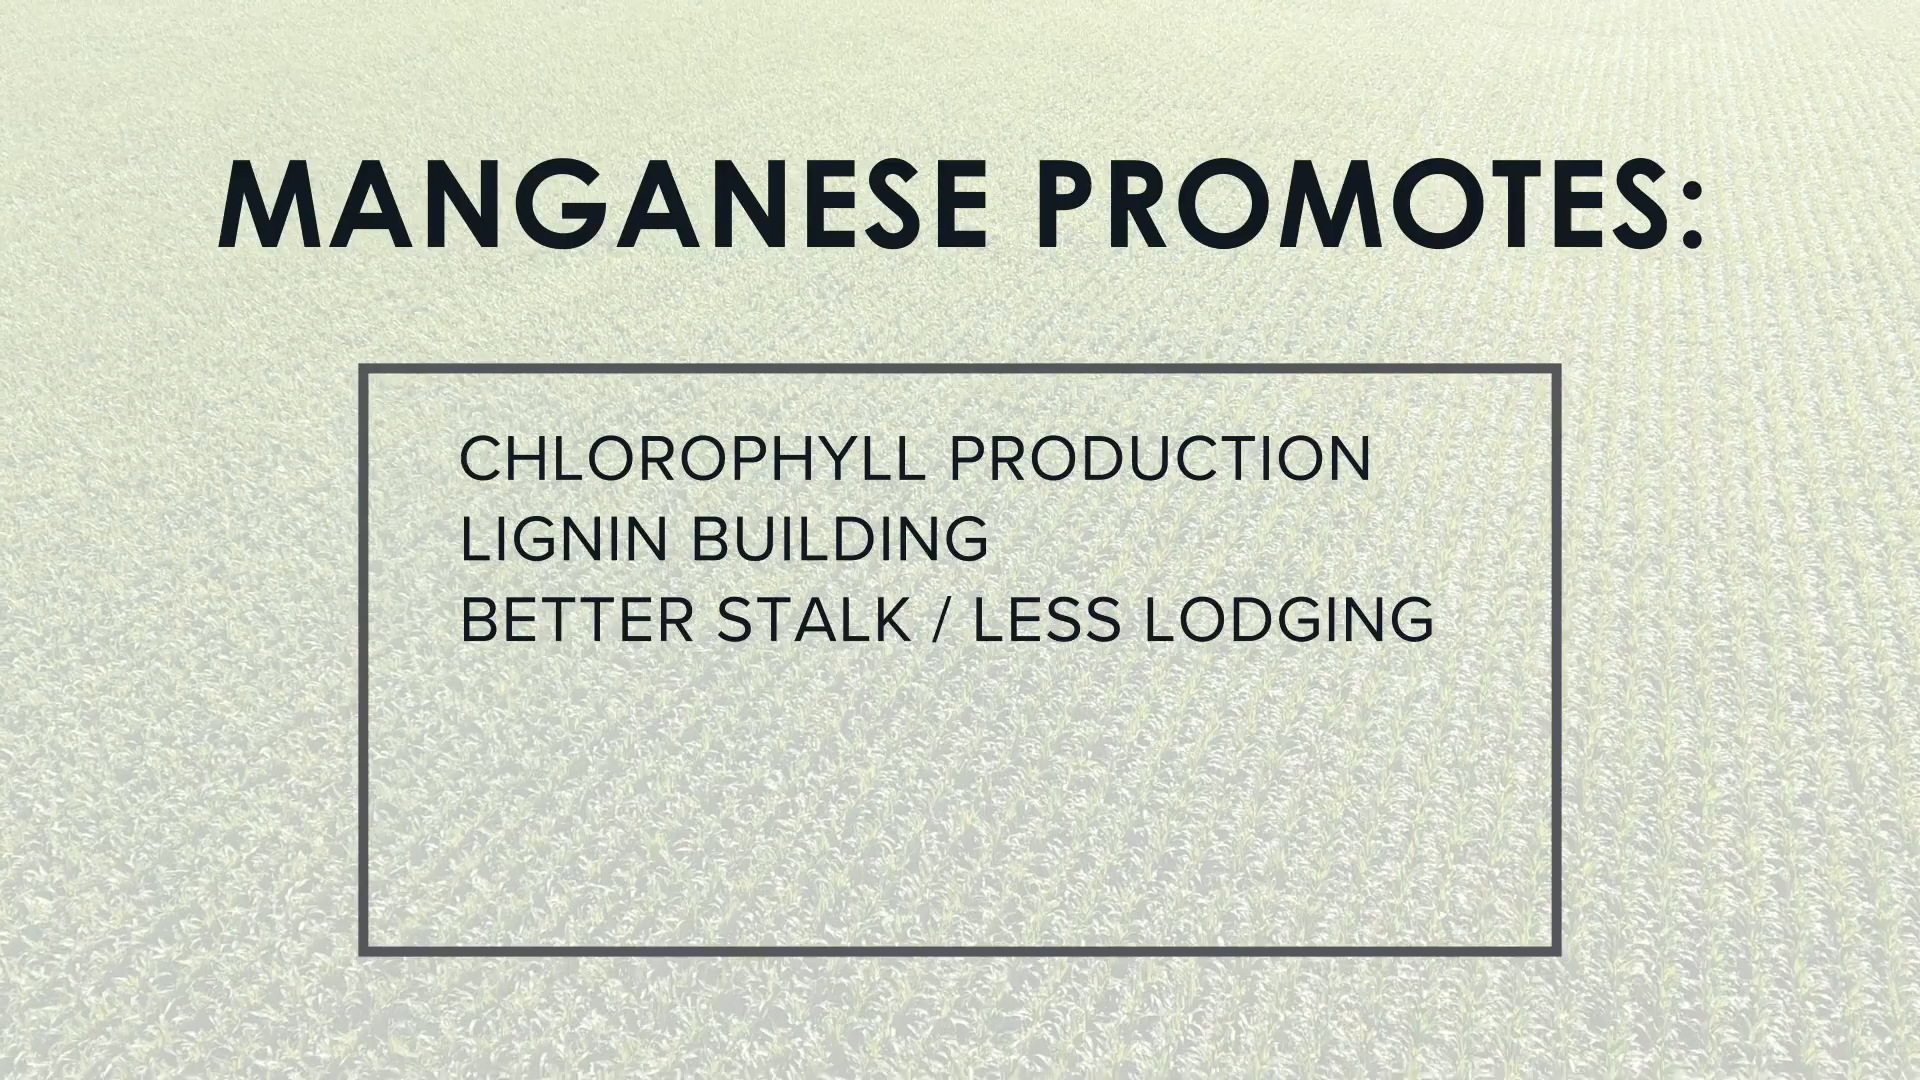 MANGANESE PROMOTES:
CHLOROPHYLL PRODUCTION
LIGNIN BUILDING
BETTER STALK / LESS LODGING